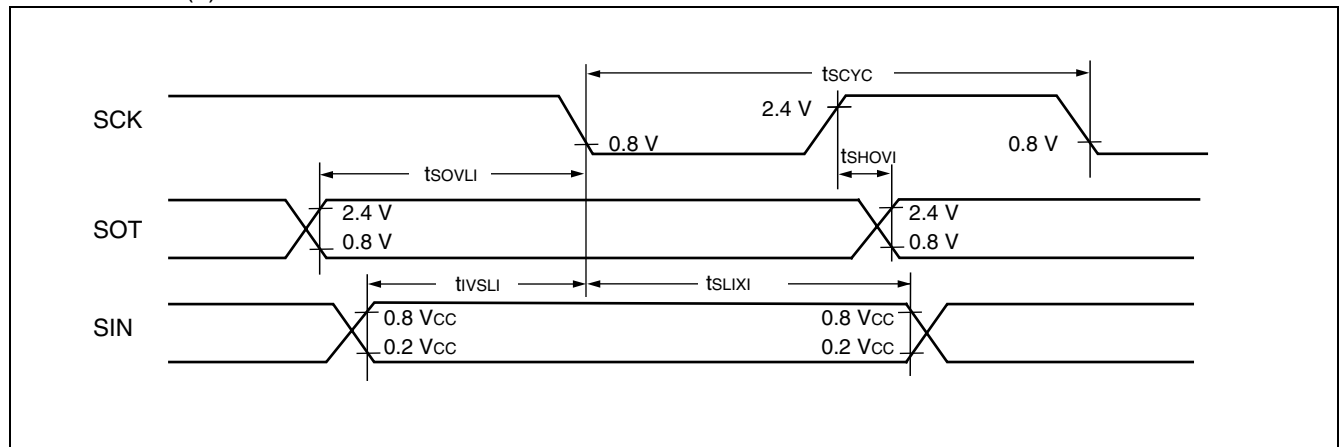 (s)
tSCYC
SCK
2.4 V
0.8 V
0.8 V
tSOVLI
tSHOVI
SOT
2.4 V
2.4 V
0.8 V
0.8 V
tIVSLI
tSLIXI
SIN
0.8 VCC
0.8 VCC
0.2 VCC
0.2 VCC